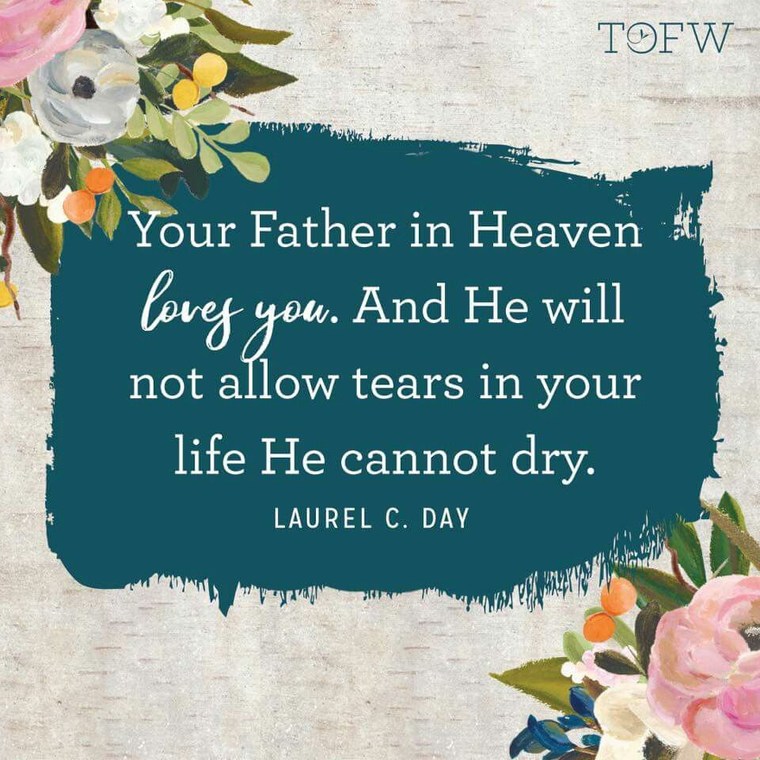 TOFW
Your Father in Heaven
loves you. And He will
not allow tears in your
life He cannot dry.
LAUREL C. DAY